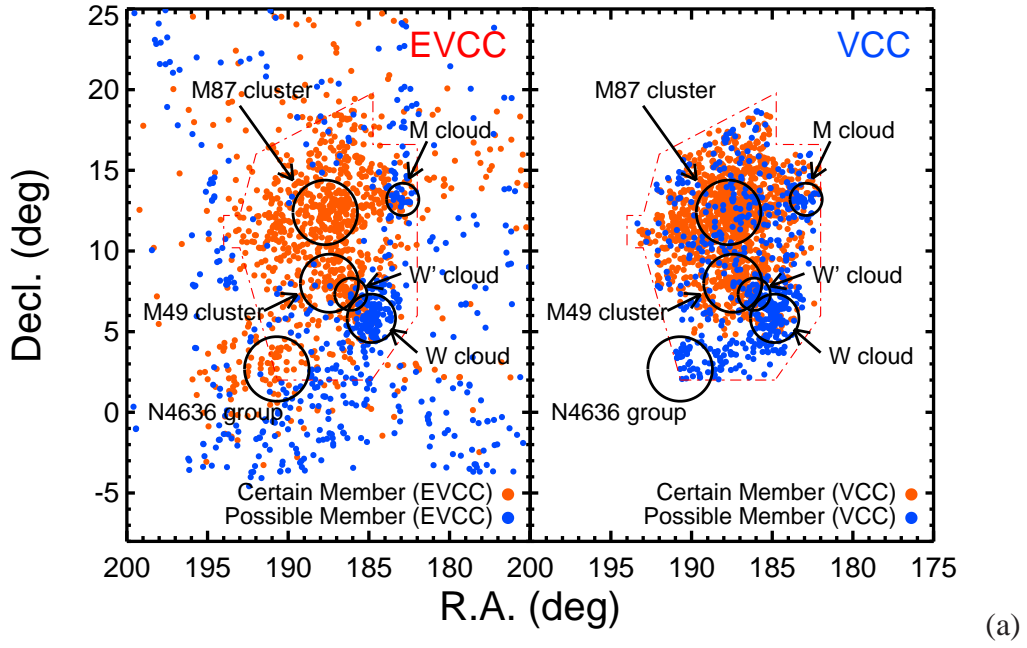 EVCC
VCC
M87 cluster
M87 cluster
M cloud
M cloud
W’ cloud
W’ cloud
M49 cluster
M49 cluster
W cloud
W cloud
N4636 group
N4636 group
Certain Member (EVCC)
Possible Member (EVCC)
Certain Member (VCC)
Possible Member (VCC)
25
20
15
10
5
0
-5
Decl. (deg)
200 195 190 185 200 195 190 185 180 175
R.A. (deg)
(a)